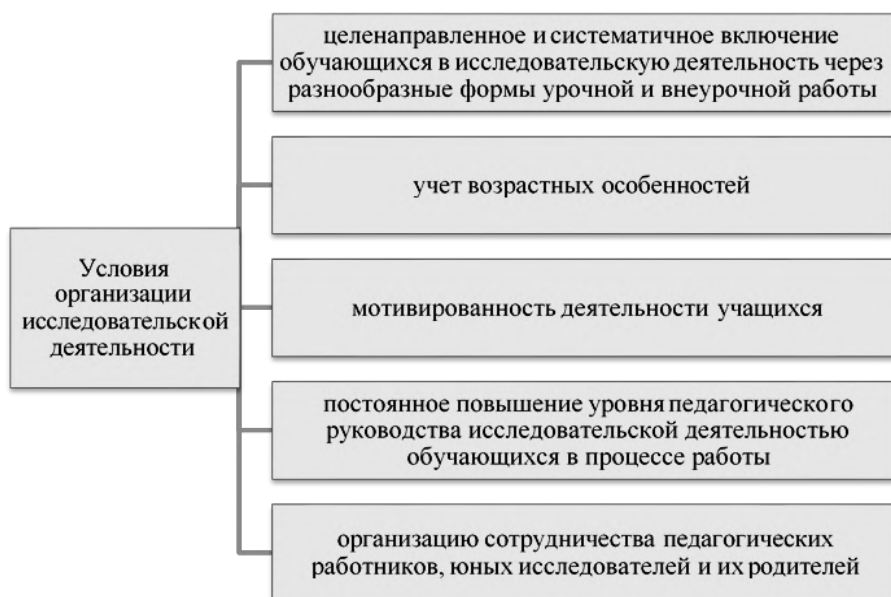 целенаправленное и систематичное включение
обучающихся в исследовательскую деятельность через
разнообразные формы урочной и внеурочной работы
учет возрастных особенностей
Условия
организации
исследовательской
деятельности
мотивированность деятельности учащихся
постоянное повышение уровня педагогического
руководства исследовательской деятельностью
обучающихся в процессе работы
организацию сотрудничества педагогических
работников, юных исследователей и их родителей